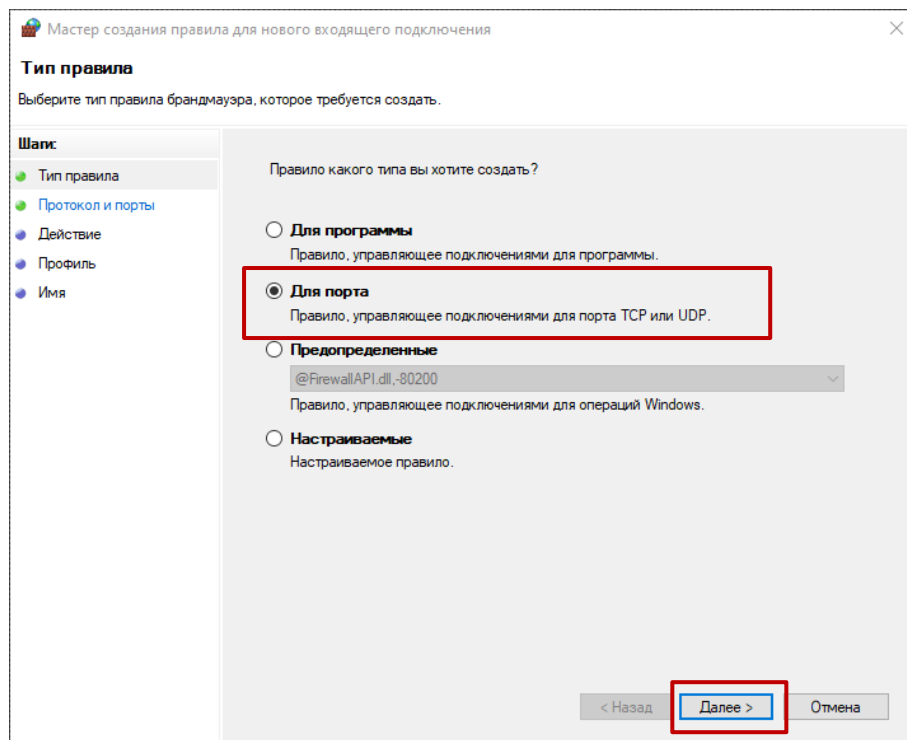 Мастер создания правила для нового входящего подключения
Тип правила
Выберите тип правила брандмауэра, которое требуется создать.
Шаги:
Тип правила
Протокол и порты
Действие
Профиль
Имя
Правило какого типа вы хотите создать?
Для программы
Правило, управляющее подключениями для программы.
Для порта
Правило, управляющее подключениями для порта TCP или UDP.
Предопределенные
@FirewallAPI.dll,-80200
Правило, управляющее подключениями для операций Windows.
Настраиваемые
Настраиваемое правило.
< Назад
Далее >
Отмена